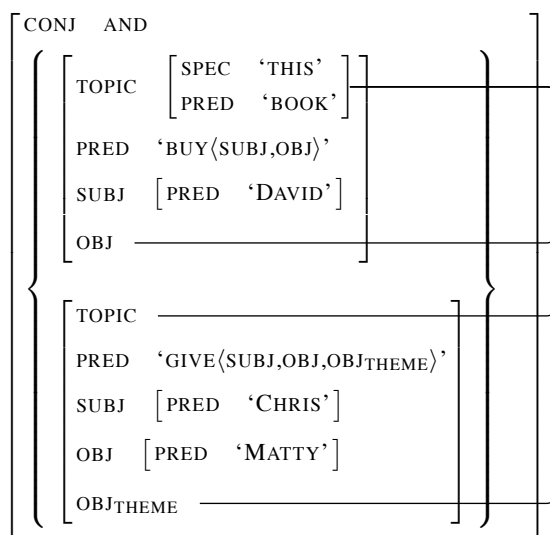 CONJ AND
SPEC ‘THIS’
TOPIC
PRED ‘BOOK’
PRED ‘BUY⟨SUBJ,OBJ⟩’
SUBJ [PRED ‘DAVID’]
OBJ
TOPIC
PRED ‘GIVE⟨SUBJ,OBJ,OBJTHEME⟩’
SUBJ [PRED ‘CHRIS’]
OBJ [PRED ‘MATTY’]
OBJTHEME